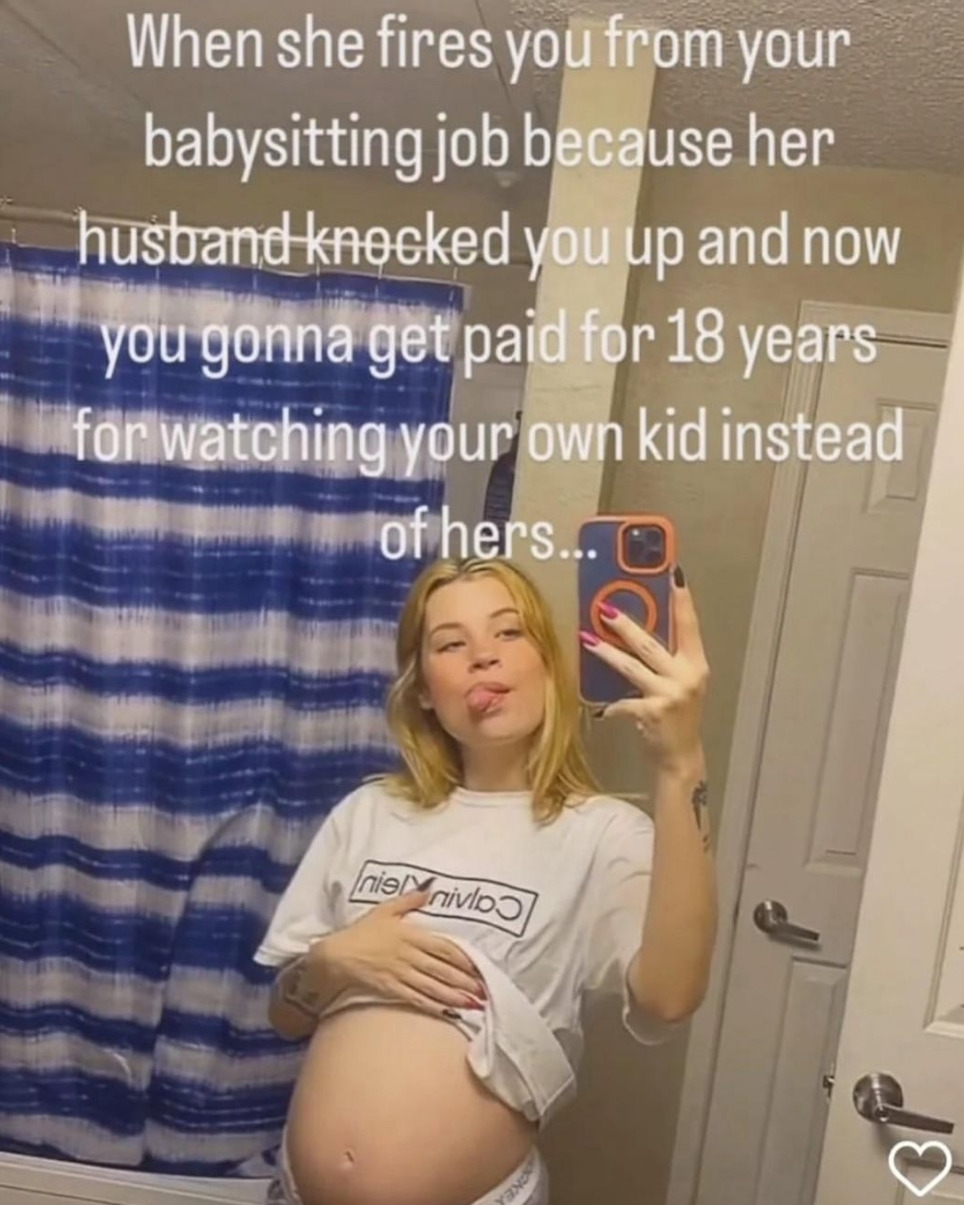 When she fires you from your
babysitting job because her
husband knocked you up and now
you gonna get paid for 18 years
for watching your own kid instead
of hers...
Calvin Klein